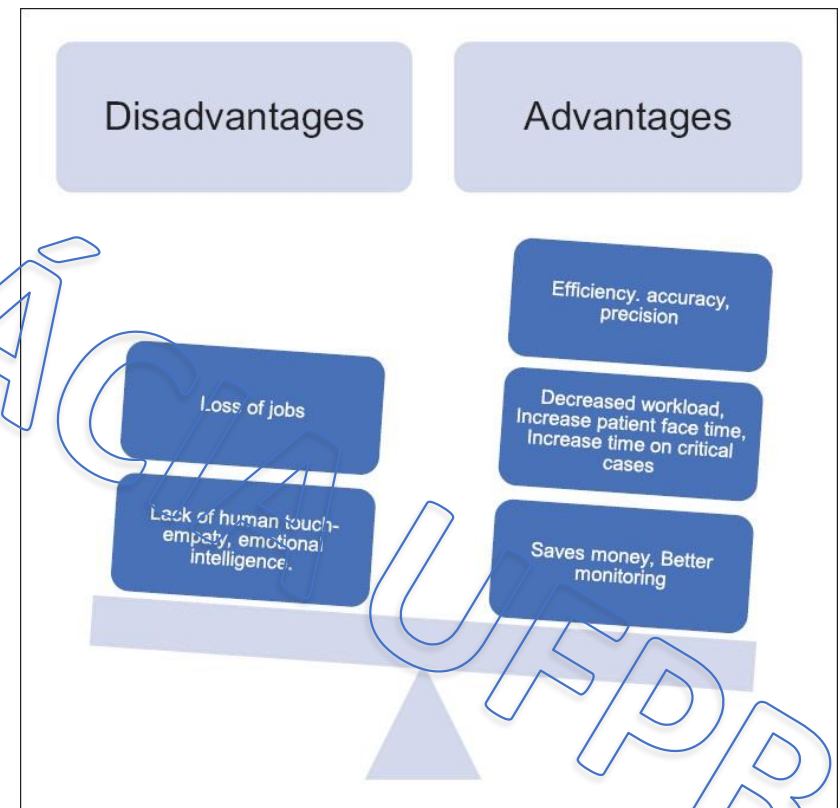 Disadvantages
Advantages
Loss of jobs
Lack of human touch-
empaty, emotional
intelligence.
Efficiency. accuracy,
precision
Decreased workload,
Increase patient face time,
Increase time on critical
cases
Saves money, Better
monitoring
ÁCIA UFPR